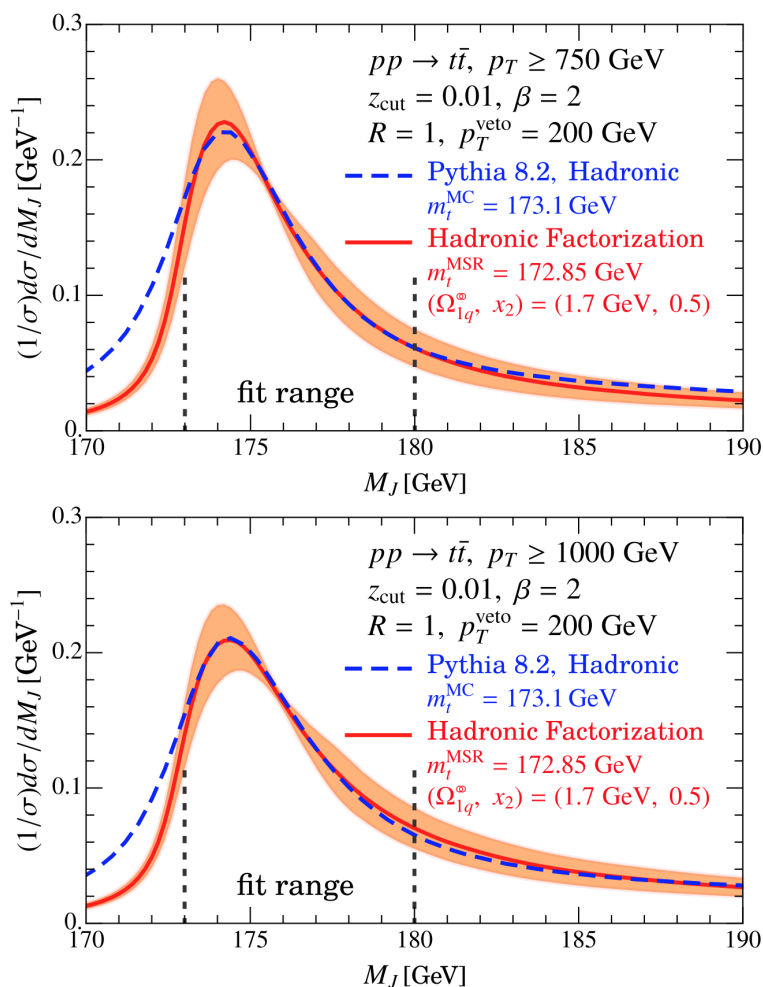 0.3
0.2
0.1
0.
170
175
180
185
190
(1/σ)dσ/dM_J [GeV⁻¹]
M_J [GeV]
pp → tt̄, p_T ≥ 750 GeV
z_cut = 0.01, β = 2
R = 1, p_T^veto = 200 GeV
Pythia 8.2, Hadronic
m_t^MC = 173.1 GeV
Hadronic Factorization
m_t^MSR = 172.85 GeV
(Ω_1q^⊚, x_2) = (1.7 GeV, 0.5)
fit range
0.3
0.2
0.1
0.
170
175
180
185
190
(1/σ)dσ/dM_J [GeV⁻¹]
M_J [GeV]
pp → tt̄, p_T ≥ 1000 GeV
z_cut = 0.01, β = 2
R = 1, p_T^veto = 200 GeV
Pythia 8.2, Hadronic
m_t^MC = 173.1 GeV
Hadronic Factorization
m_t^MSR = 172.85 GeV
(Ω_1q^⊚, x_2) = (1.7 GeV, 0.5)
fit range